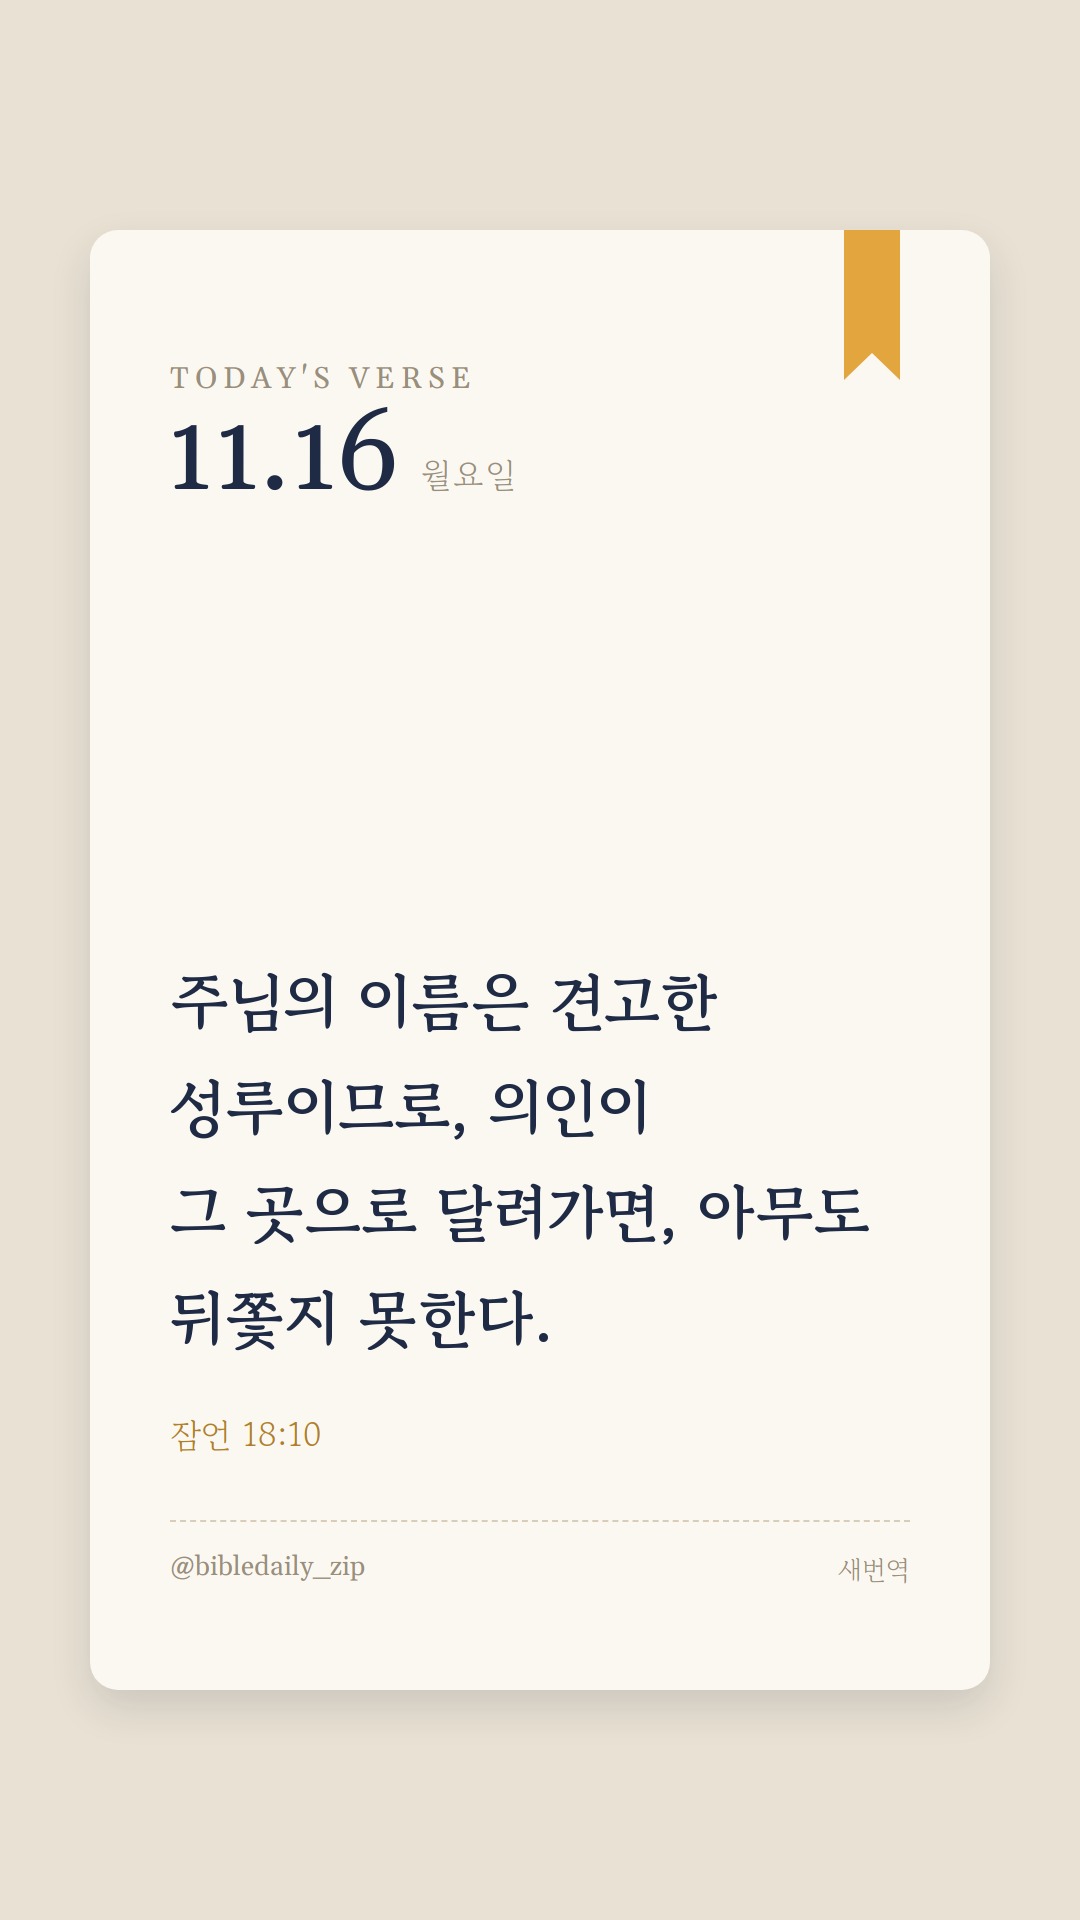 TODAY'S VERSE
11.16 월요일
주님의 이름은 견고한
성루이므로, 의인이
그 곳으로 달려가면, 아무도
뒤쫓지 못한다.
잠언 18:10
@bibledaily_zip 새번역